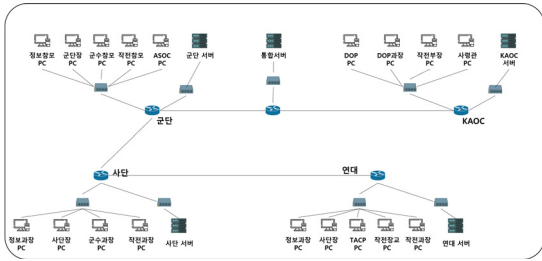 정보참모 군단장 군수참모 작전참모 ASOC 군단 서버 통합서버 DOP DOP과장 작전부장 사령관 KAOC
PC PC PC PC PC PC PC PC PC 서버
군단 KAOC
사단 연대
정보과장 사단장 군수과장 작전과장 사단 서버 정보과장 사단장 TACP 작전장교 작전과장 연대 서버
PC PC PC PC PC PC PC PC PC